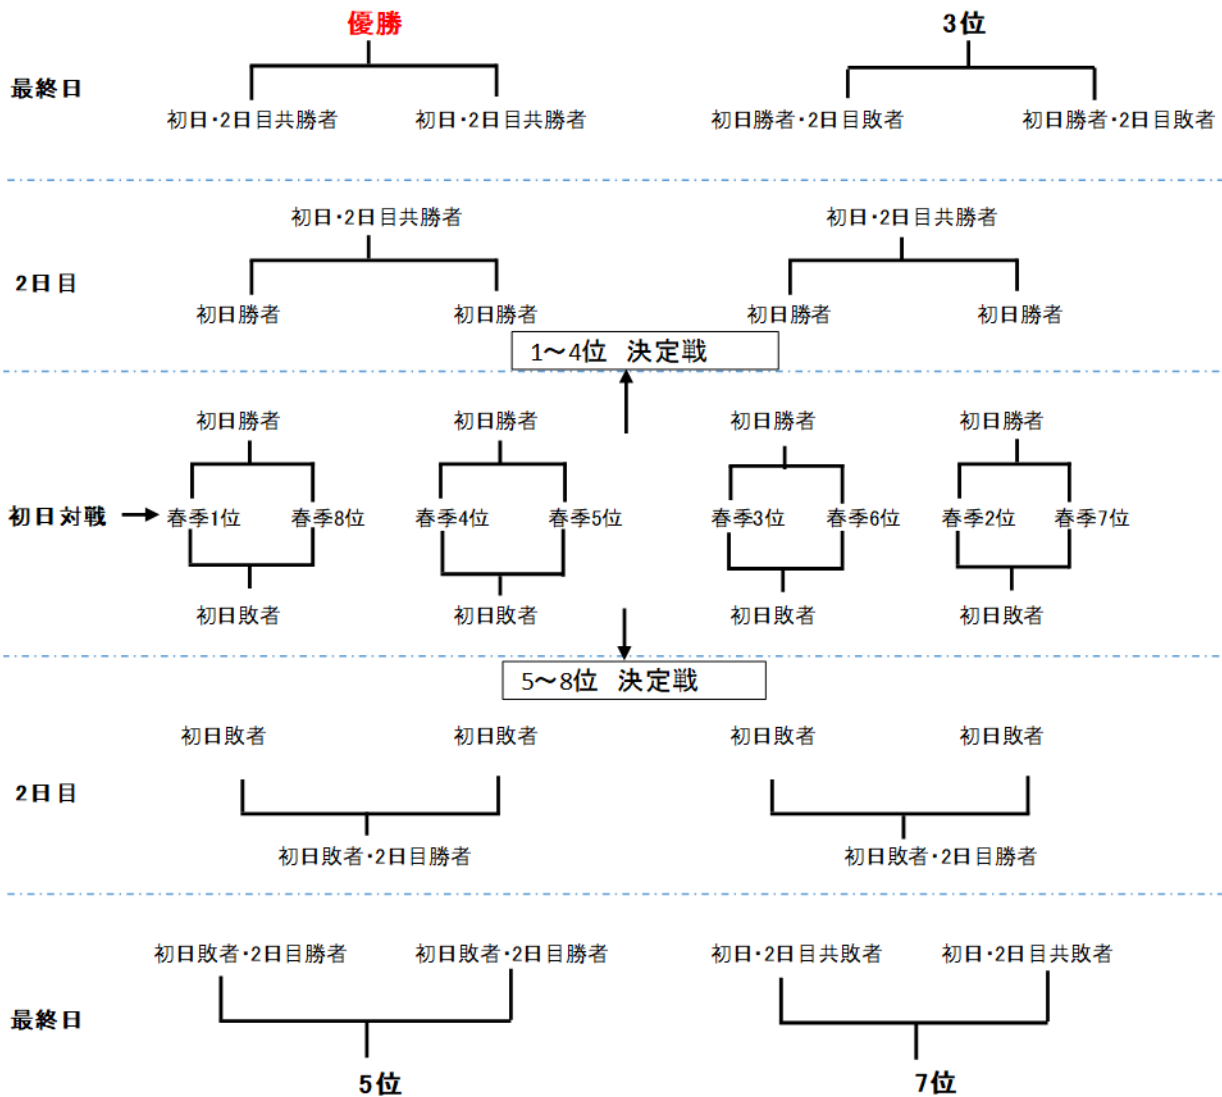 優勝
3位
最終日
初日･2日目共勝者
初日･2日目共勝者
初日勝者･2日目敗者
初日勝者･2日目敗者
初日･2日目共勝者
初日･2日目共勝者
2日目
初日勝者
初日勝者
初日勝者
初日勝者
1～4位 決定戦
初日勝者
初日勝者
初日勝者
初日勝者
初日対戦
春季1位
春季8位
春季4位
春季5位
春季3位
春季6位
春季2位
春季7位
初日敗者
初日敗者
初日敗者
初日敗者
5～8位 決定戦
初日敗者
初日敗者
初日敗者
初日敗者
2日目
初日敗者･2日目勝者
初日敗者･2日目勝者
初日敗者･2日目勝者
初日敗者･2日目勝者
初日･2日目共敗者
初日･2日目共敗者
最終日
5位
7位